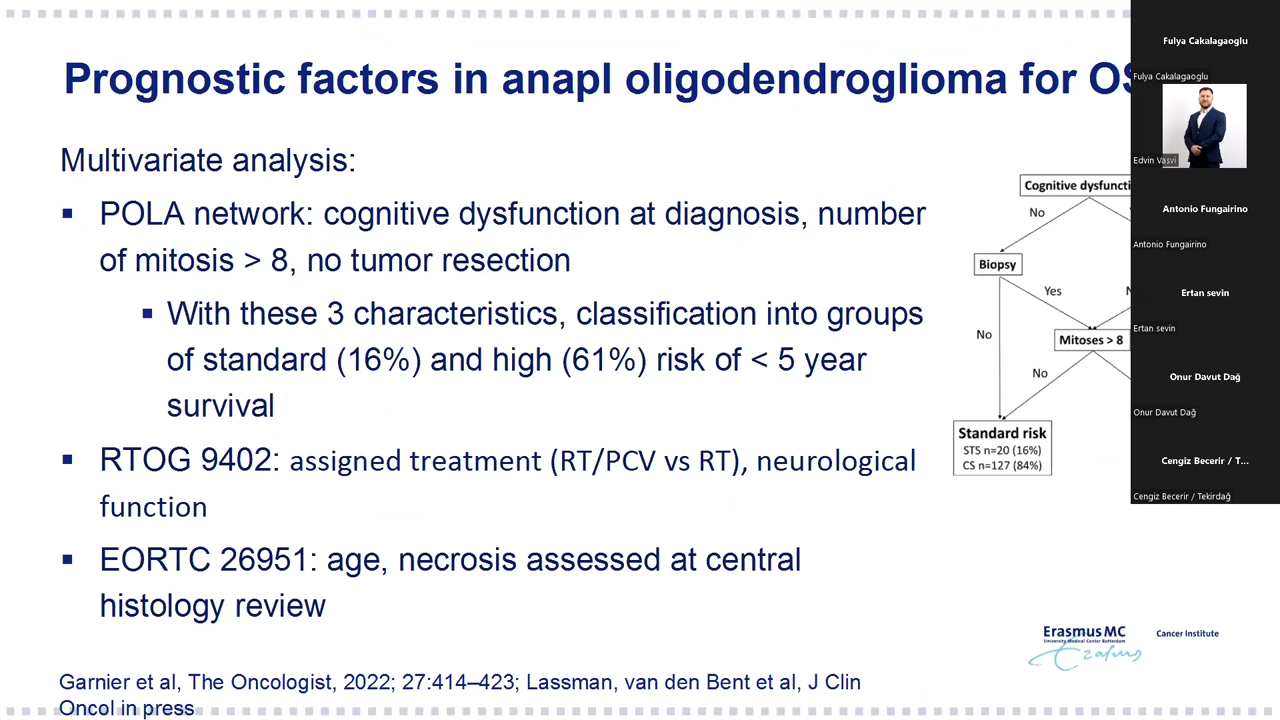 Prognostic factors in anapl oligodendroglioma for OS
Multivariate analysis:
▪ POLA network: cognitive dysfunction at diagnosis, number
of mitosis > 8, no tumor resection
▪ With these 3 characteristics, classification into groups
of standard (16%) and high (61%) risk of < 5 year
survival
▪ RTOG 9402: assigned treatment (RT/PCV vs RT), neurological
function
▪ EORTC 26951: age, necrosis assessed at central
histology review
Garnier et al, The Oncologist, 2022; 27:414–423; Lassman, van den Bent et al, J Clin
Oncol in press
Cognitive dysfuncti
No
Biopsy
Yes
No
Mitoses > 8
No
Standard risk
STS n=20 (16%)
CS n=127 (84%)
Erasmus MC
University Medical Center Rotterdam
Erasmus
Cancer Institute
Fulya Cakalagaoglu
Fulya Cakalagaoglu
Edvin Vasvi
Antonio Fungairino
Antonio Fungairino
Ertan sevin
Ertan sevin
Onur Davut Dağ
Onur Davut Dağ
Cengiz Becerir / T...
Cengiz Becerir / Tekirdağ